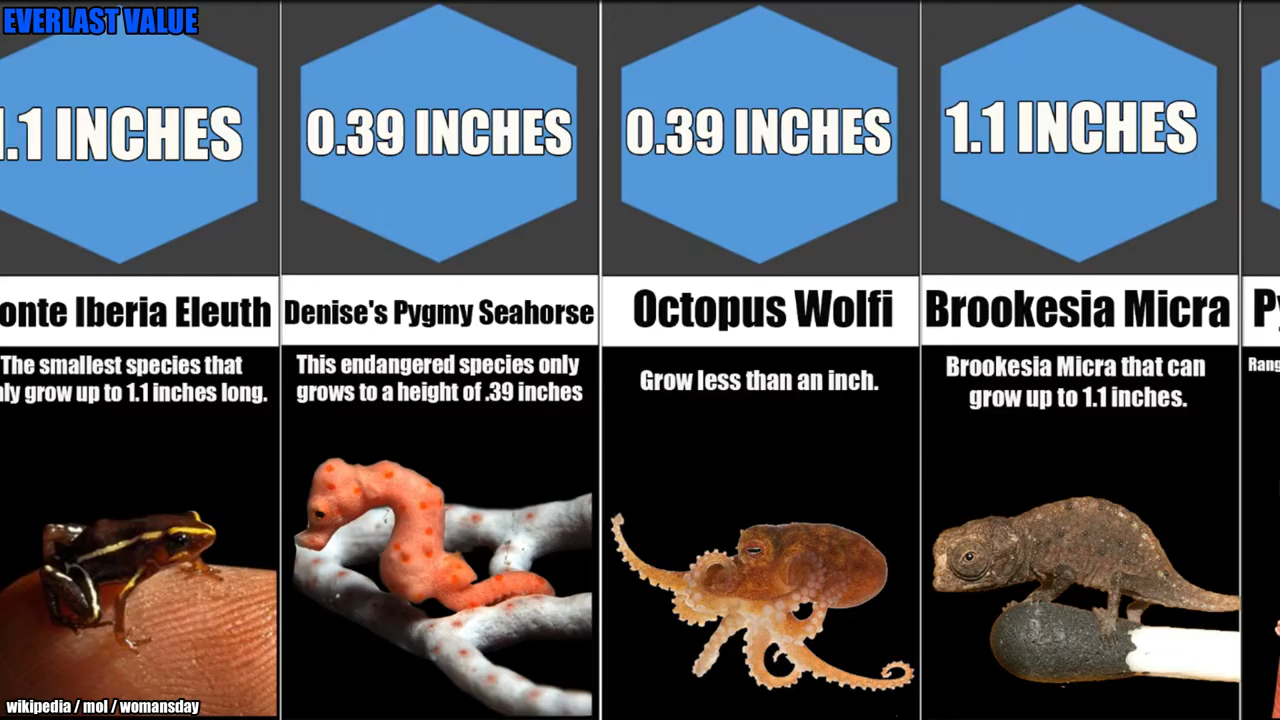 EVERLAST VALUE
1.1 INCHES
0.39 INCHES
0.39 INCHES
1.1 INCHES
onte Iberia Eleuth
Denise's Pygmy Seahorse
Octopus Wolfi
Brookesia Micra
Py
The smallest species that
nly grow up to 1.1 inches long.
This endangered species only
grows to a height of .39 inches
Grow less than an inch.
Brookesia Micra that can
grow up to 1.1 inches.
Rang
wikipedia / mol / womansday